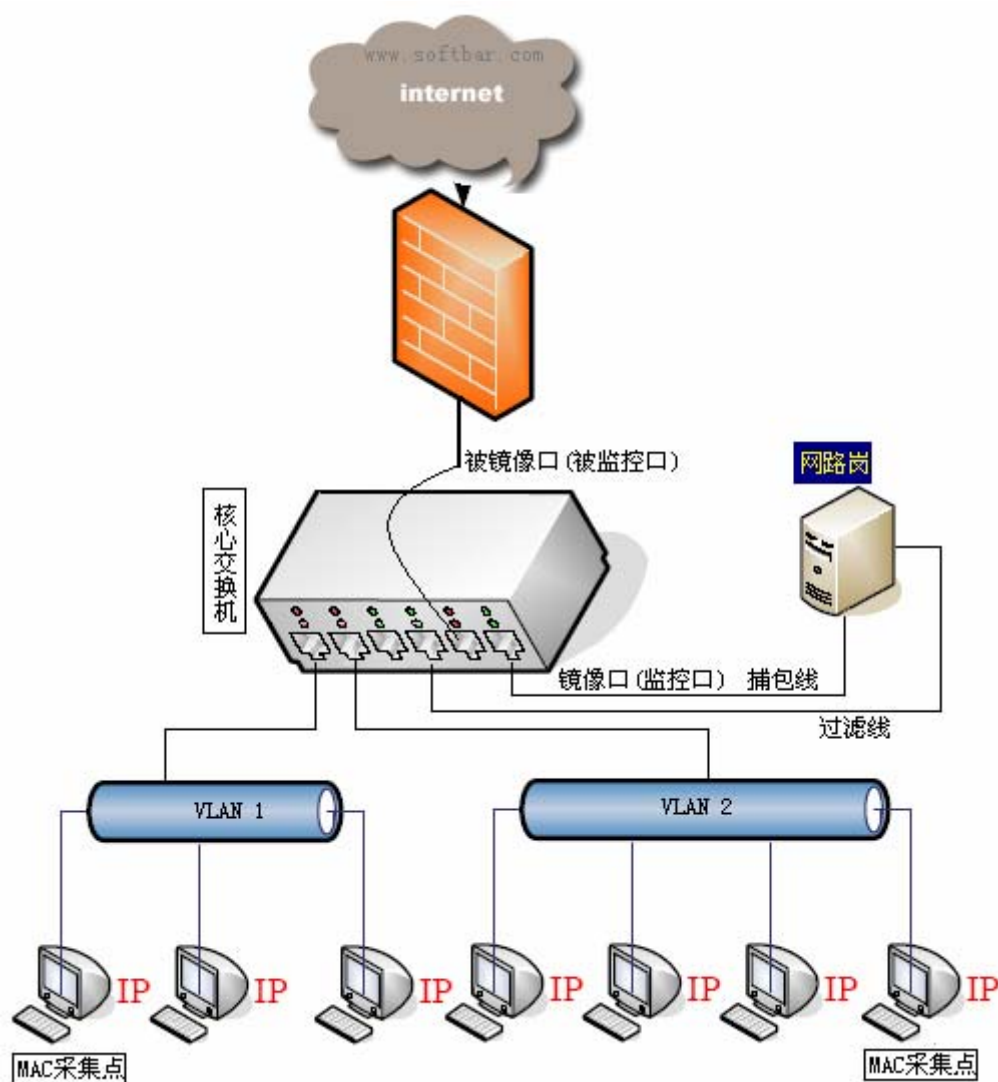 www.softbar.com
internet
被镜像口(被监控口)
网路岗
核心交换机
镜像口(监控口) 捕包线
过滤线
VLAN 1
VLAN 2
IP
IP
IP
IP
IP
IP
IP
MAC采集点
MAC采集点